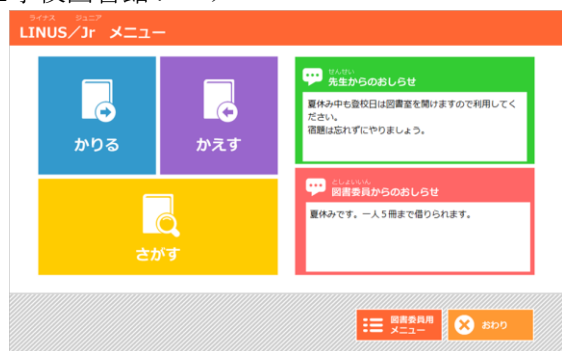 ライナス ジュニア
LINUS／Jr メニュー
かりる
かえす
さがす
せんせい
先生からのおしらせ
夏休み中も登校日は図書室を開けますので利用してく
ださい。
宿題は忘れずにやりましょう。
としょいいん
図書委員からのおしらせ
夏休みです。一人５冊まで借りられます。
図書委員用
メニュー
おわり